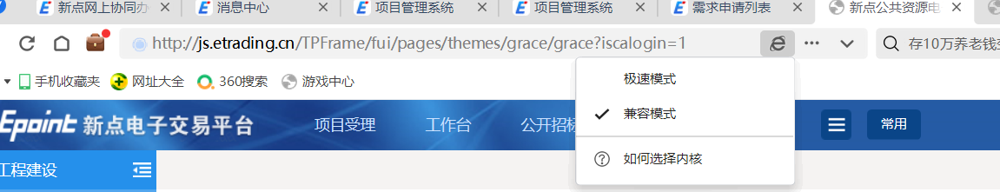 新点网上协同办
消息中心
项目管理系统
项目管理系统
需求申请列表
新点公共资源电
http://js.etrading.cn/TPFrame/fui/pages/themes/grace/grace?iscalogin=1
存10万养老钱
手机收藏夹
网址大全
360搜索
游戏中心
极速模式
兼容模式
如何选择内核
Epoint 新点电子交易平台
项目受理
工作台
公开招标
常用
工程建设